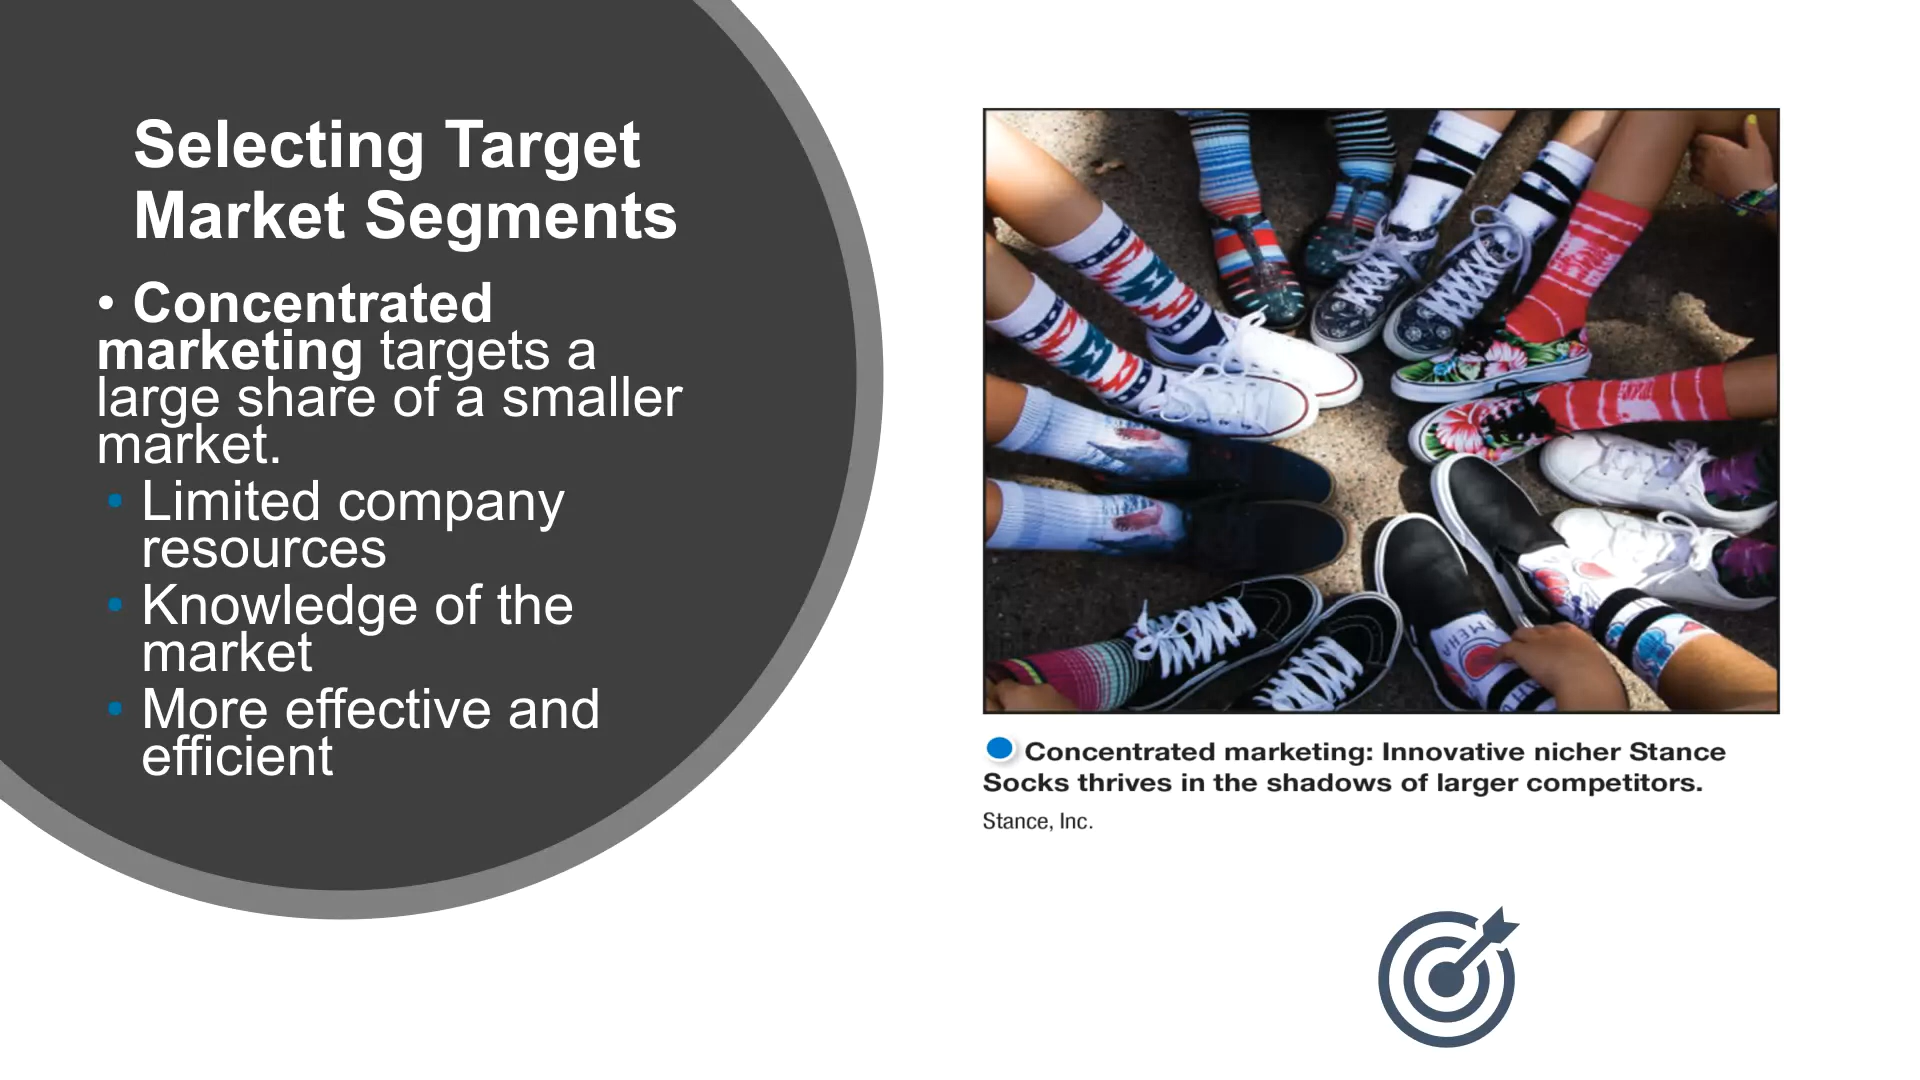 Selecting Target
Market Segments
• Concentrated
marketing targets a
large share of a smaller
market.
• Limited company
resources
• Knowledge of the
market
• More effective and
efficient
Concentrated marketing: Innovative nicher Stance
Socks thrives in the shadows of larger competitors.
Stance, Inc.